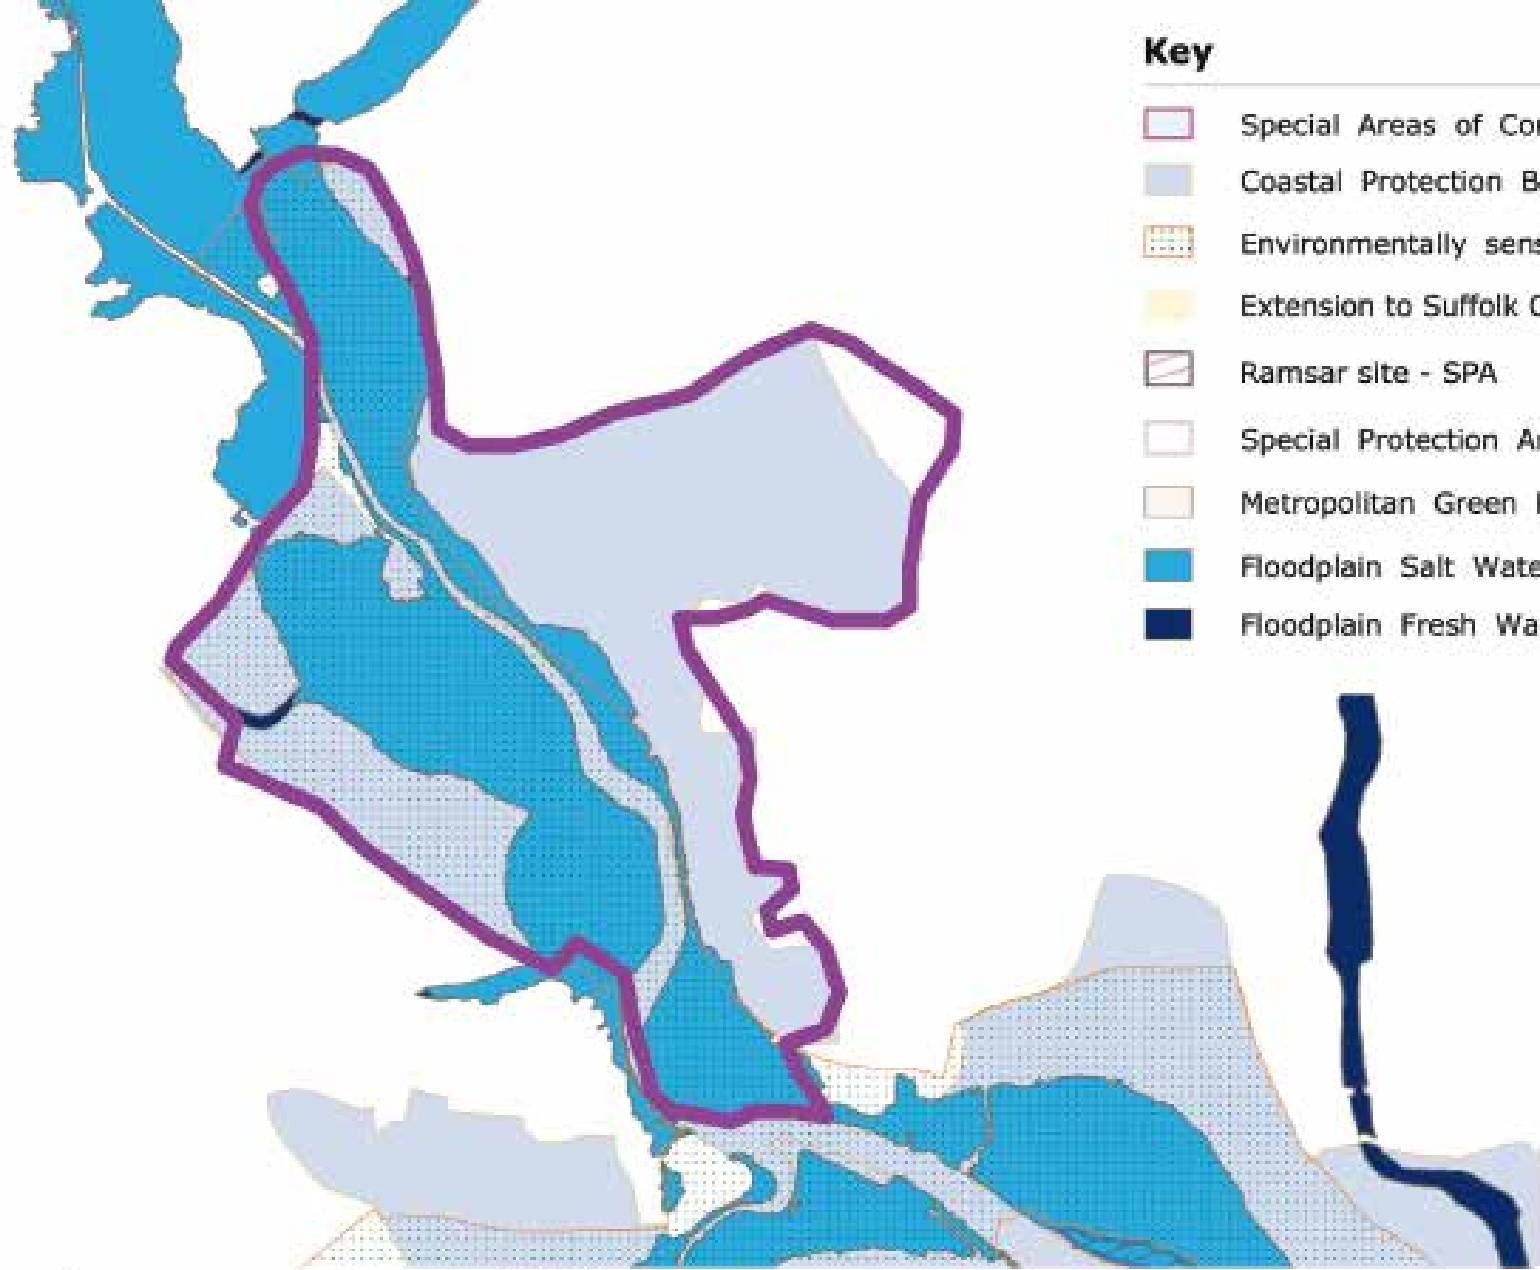 Key
Special Areas of Co
Coastal Protection B
Environmentally sens
Extension to Suffolk C
Ramsar site - SPA
Special Protection A
Metropolitan Green
Floodplain Salt Wate
Floodplain Fresh Wa